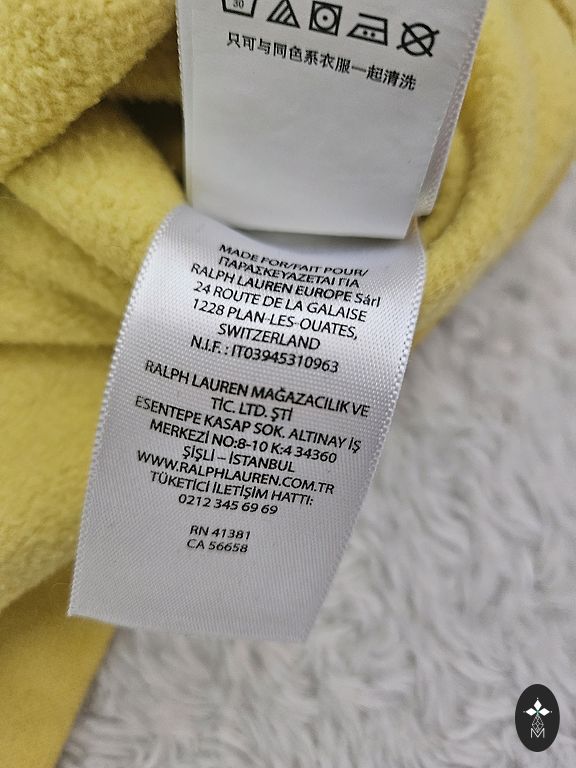 30
只可与同色系衣服一起清洗
MADE FOR/FAIT POUR/
ΠΑΡΑΣΚΕΥΑΖΕΤΑΙ ΓΙΑ
RALPH LAUREN EUROPE Sárl
24 ROUTE DE LA GALAISE
1228 PLAN-LES-OUATES,
SWITZERLAND
N.I.F. : IT03945310963
RALPH LAUREN MAĞAZACILIK VE
TİC. LTD. ŞTİ
ESENTEPE KASAP SOK. ALTINAY İŞ
MERKEZİ NO:8-10 K:4 34360
ŞİŞLİ – İSTANBUL
WWW.RALPHLAUREN.COM.TR
TÜKETİCİ İLETİŞİM HATTI:
0212 345 69 69
RN 41381
CA 56658
M